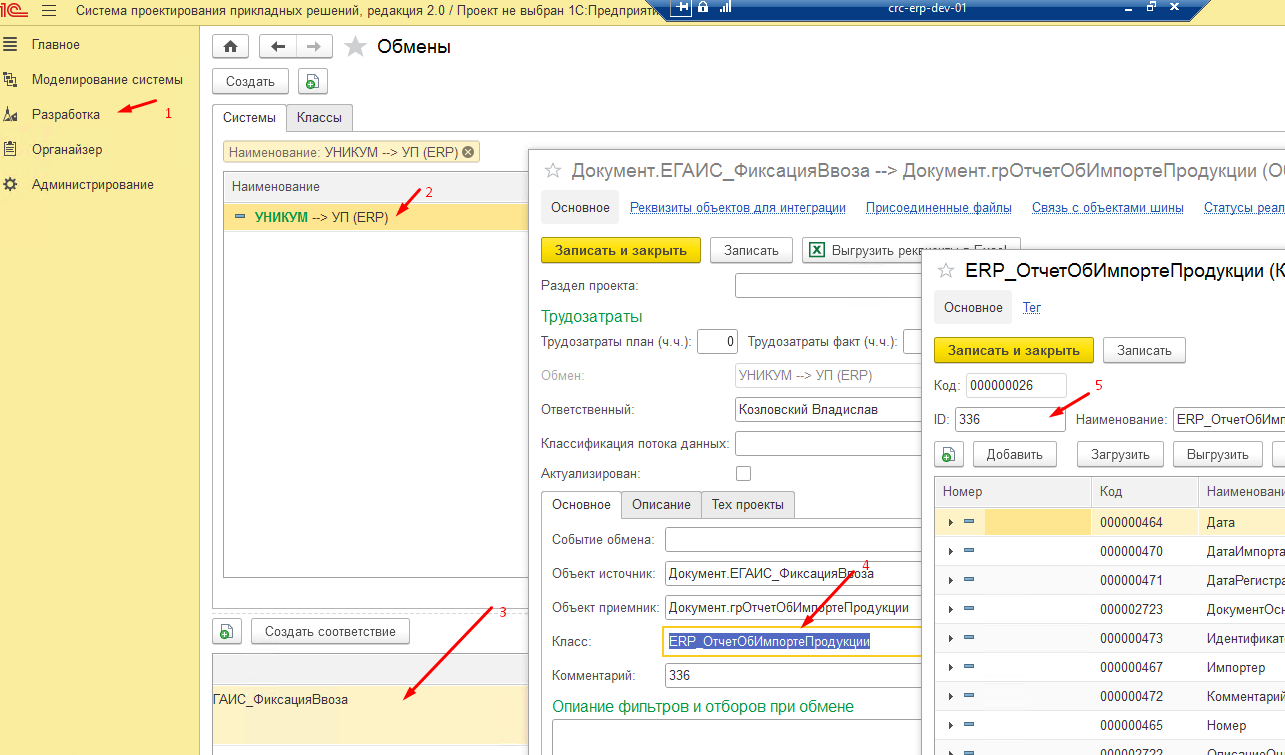 1С Система проектирования прикладных решений, редакция 2.0 / Проект не выбран 1С:Предприяти
crc-erp-dev-01
Главное
Моделирование системы
Разработка
1
Органайзер
Администрирование
Обмены
Создать
Системы
Классы
Наименование: УНИКУМ --> УП (ERP)
Наименование
2
УНИКУМ --> УП (ERP)
3
Создать соответствие
ГАИС_ФиксацияВвоза
Документ.ЕГАИС_ФиксацияВвоза --> Документ.грОтчетОбИмпортеПродукции (Об
Основное
Реквизиты объектов для интеграции
Присоединенные файлы
Связь с объектами шины
Статусы реал
Записать и закрыть
Записать
Выгрузить реквизиты в Excel
Раздел проекта:
Трудозатраты
Трудозатраты план (ч.ч.):
0
Трудозатраты факт (ч.ч.):
Обмен:
УНИКУМ --> УП (ERP)
Ответственный:
Козловский Владислав
Классификация потока данных:
Актуализирован:
Основное
Описание
Тех проекты
Событие обмена:
Объект источник:
Документ.ЕГАИС_ФиксацияВвоза
4
Объект приемник:
Документ.грОтчетОбИмпортеПродукции
Класс:
ERP_ОтчетОбИмпортеПродукции
Комментарий:
336
Опиание фильтров и отборов при обмене
ERP_ОтчетОбИмпортеПродукции (К
Основное
Тег
Записать и закрыть
Записать
Код:
000000026
5
ID:
336
Наименование:
ERP_ОтчетОбИмп
Добавить
Загрузить
Выгрузить
Номер
Код
Наименовани
000000464
Дата
000000470
ДатаИмпорта
000000471
ДатаРегистра
000002723
ДокументОсн
000000473
Идентификат
000000467
Импортер
000000472
Комментарий
000000465
Номер
000002722
ОписаниеОш